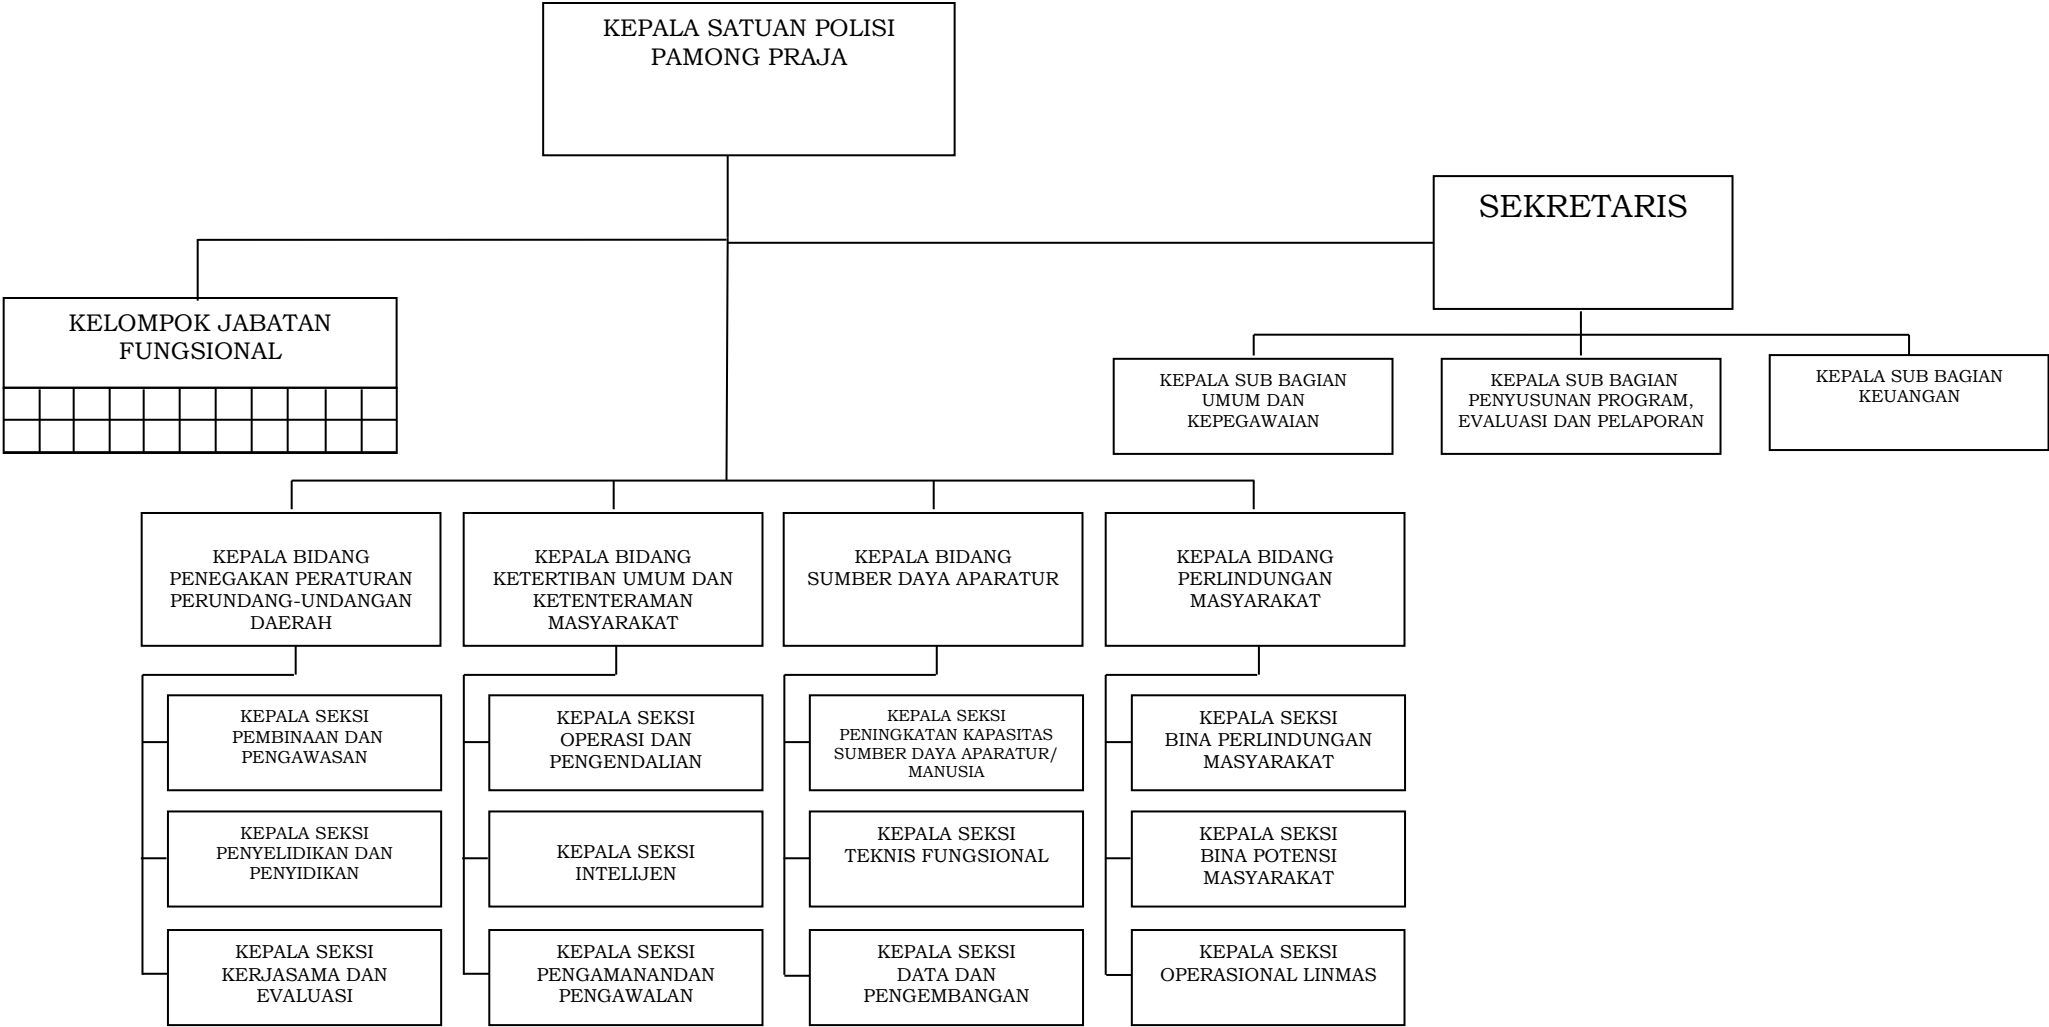 KEPALA SATUAN POLISI
PAMONG PRAJA
SEKRETARIS
KELOMPOK JABATAN
FUNGSIONAL
KEPALA SUB BAGIAN
UMUM DAN
KEPEGAWAIAN
KEPALA SUB BAGIAN
PENYUSUNAN PROGRAM,
EVALUASI DAN PELAPORAN
KEPALA SUB BAGIAN
KEUANGAN
KEPALA BIDANG
PENEGAKAN PERATURAN
PERUNDANG-UNDANGAN
DAERAH
KEPALA BIDANG
KETERTIBAN UMUM DAN
KETENTERAMAN
MASYARAKAT
KEPALA BIDANG
SUMBER DAYA APARATUR
KEPALA BIDANG
PERLINDUNGAN
MASYARAKAT
KEPALA SEKSI
PEMBINAAN DAN
PENGAWASAN
KEPALA SEKSI
OPERASI DAN
PENGENDALIAN
KEPALA SEKSI
PENINGKATAN KAPASITAS
SUMBER DAYA APARATUR/
MANUSIA
KEPALA SEKSI
BINA PERLINDUNGAN
MASYARAKAT
KEPALA SEKSI
PENYELIDIKAN DAN
PENYIDIKAN
KEPALA SEKSI
INTELIJEN
KEPALA SEKSI
TEKNIS FUNGSIONAL
KEPALA SEKSI
BINA POTENSI
MASYARAKAT
KEPALA SEKSI
KERJASAMA DAN
EVALUASI
KEPALA SEKSI
PENGAMANANDAN
PENGAWALAN
KEPALA SEKSI
DATA DAN
PENGEMBANGAN
KEPALA SEKSI
OPERASIONAL LINMAS